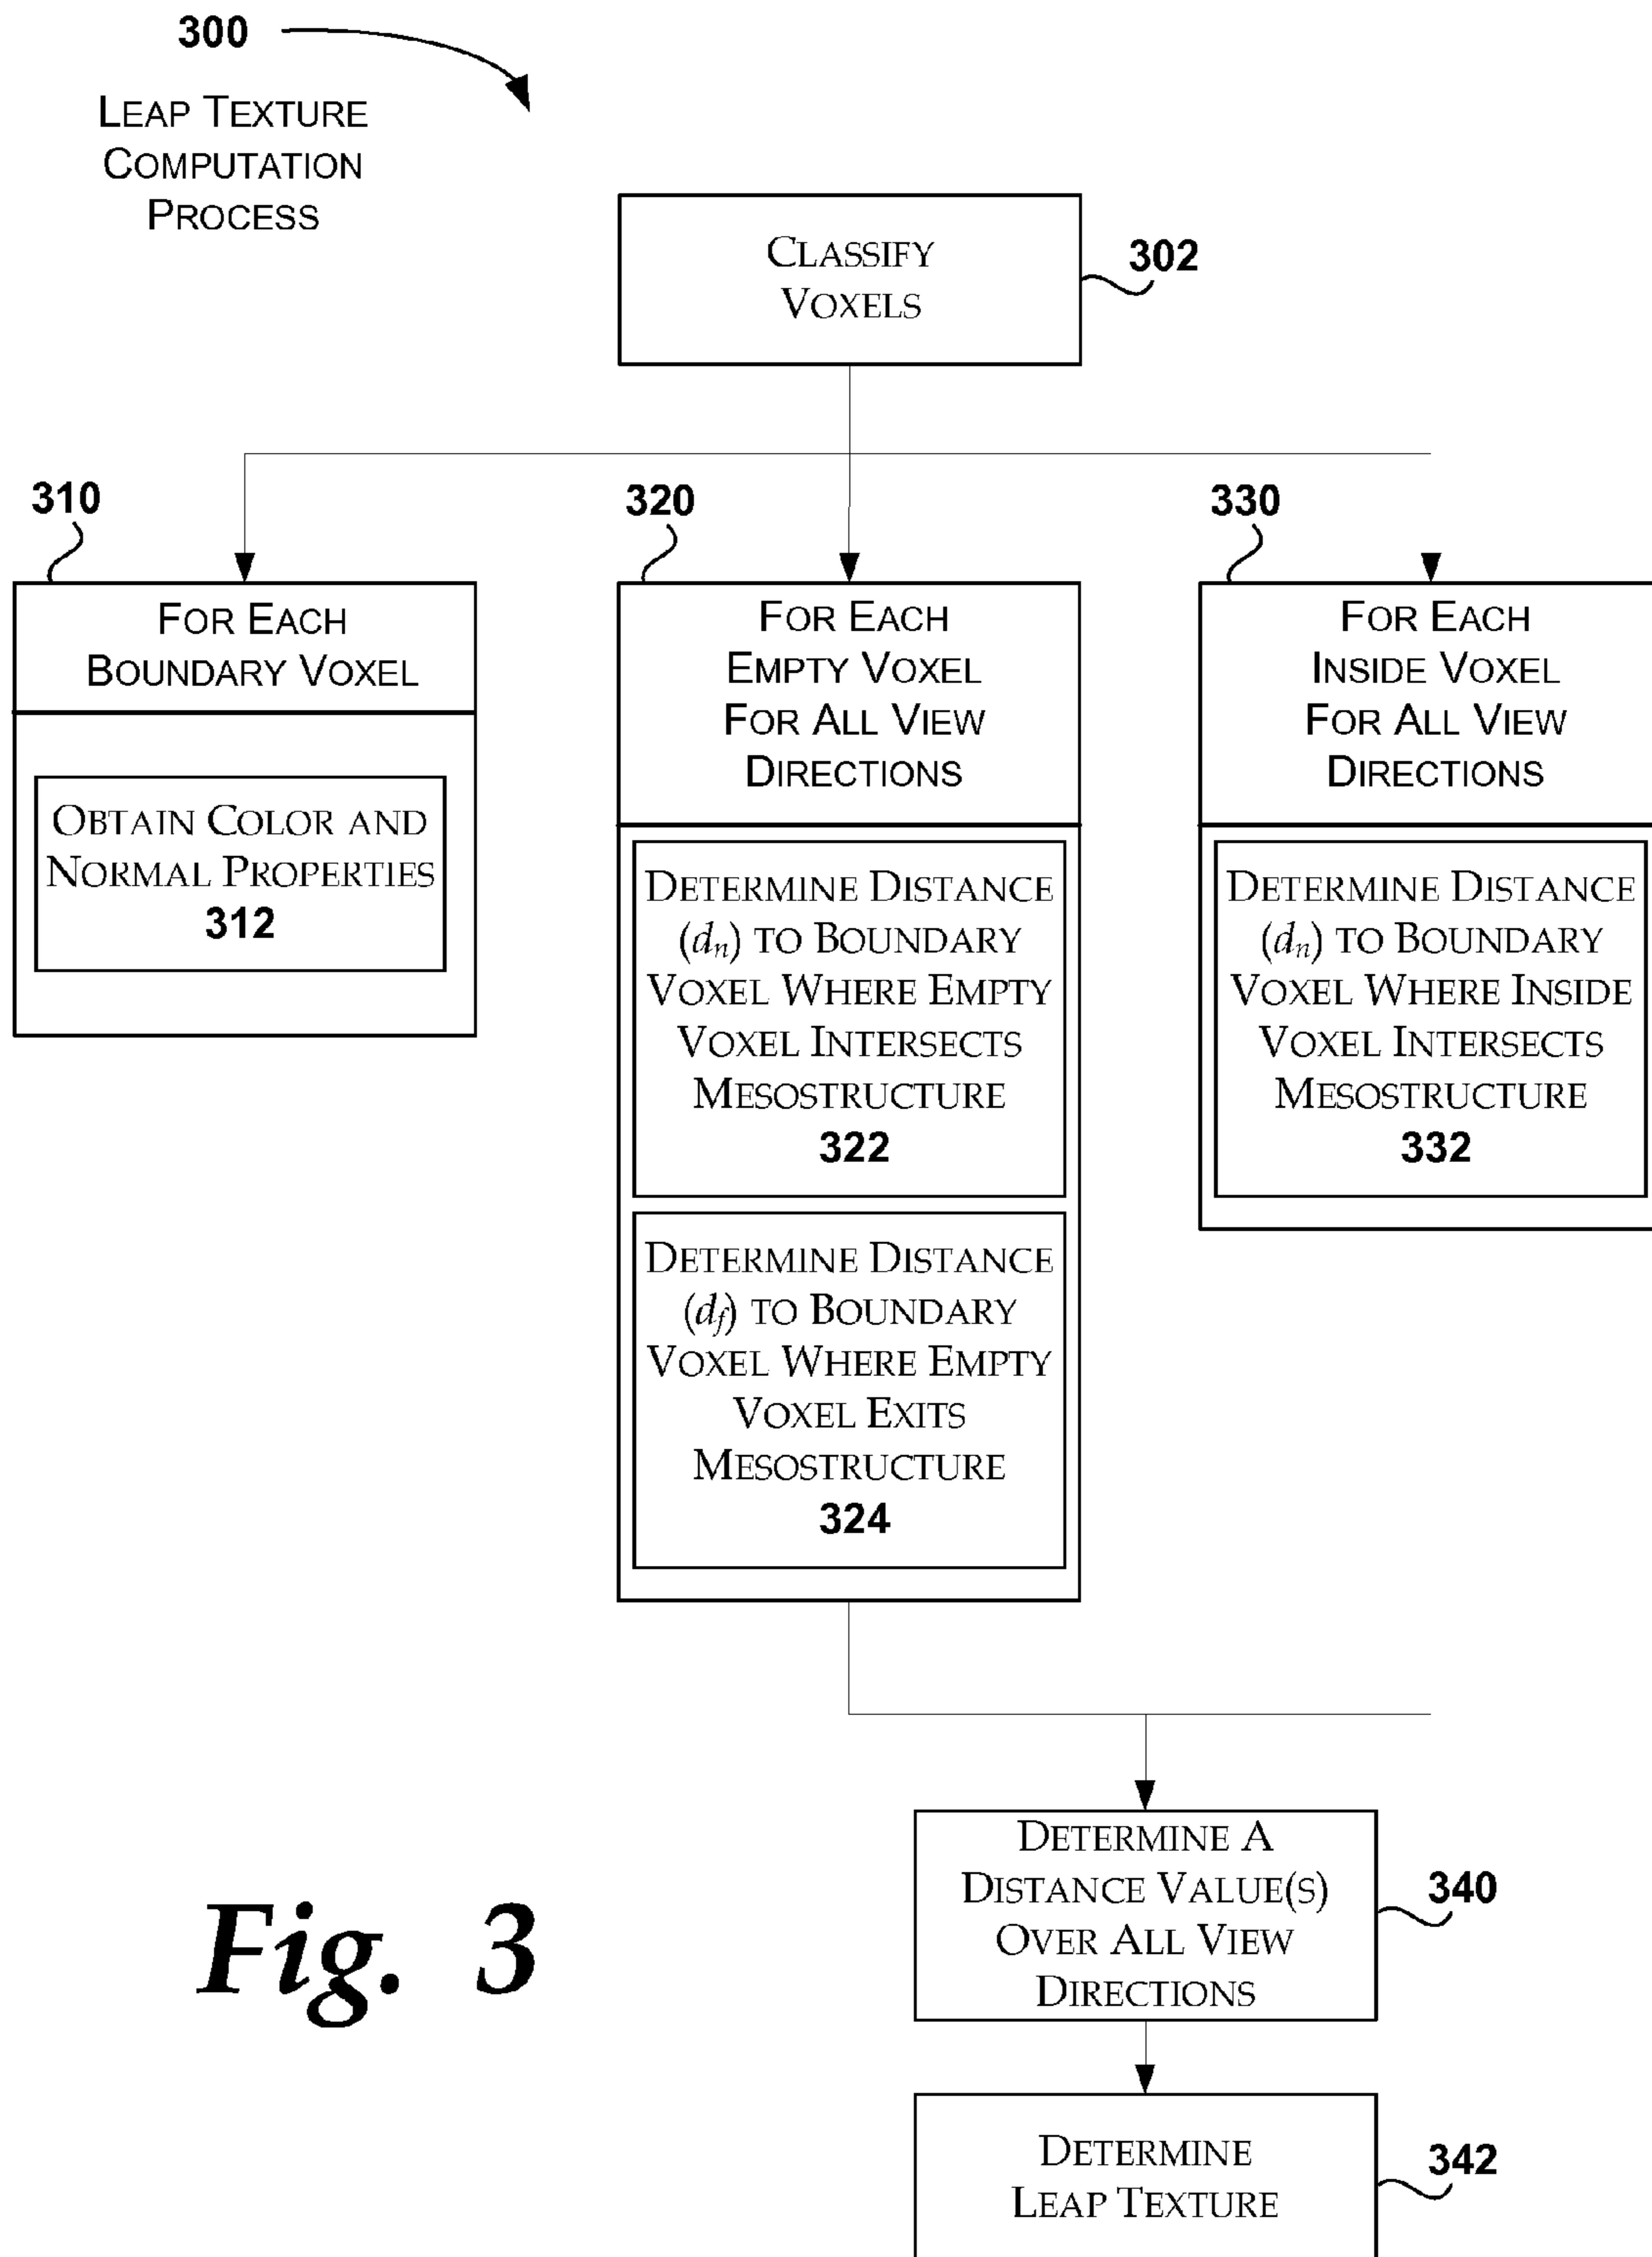 300
LEAP TEXTURE
COMPUTATION
PROCESS
CLASSIFY
VOXELS
302
310
FOR EACH
BOUNDARY VOXEL
OBTAIN COLOR AND
NORMAL PROPERTIES
312
320
FOR EACH
EMPTY VOXEL
FOR ALL VIEW
DIRECTIONS
DETERMINE DISTANCE
(dn) TO BOUNDARY
VOXEL WHERE EMPTY
VOXEL INTERSECTS
MESOSTRUCTURE
322
DETERMINE DISTANCE
(df) TO BOUNDARY
VOXEL WHERE EMPTY
VOXEL EXITS
MESOSTRUCTURE
324
330
FOR EACH
INSIDE VOXEL
FOR ALL VIEW
DIRECTIONS
DETERMINE DISTANCE
(dn) TO BOUNDARY
VOXEL WHERE INSIDE
VOXEL INTERSECTS
MESOSTRUCTURE
332
DETERMINE A
DISTANCE VALUE(S)
OVER ALL VIEW
DIRECTIONS
340
DETERMINE
LEAP TEXTURE
342
Fig. 3